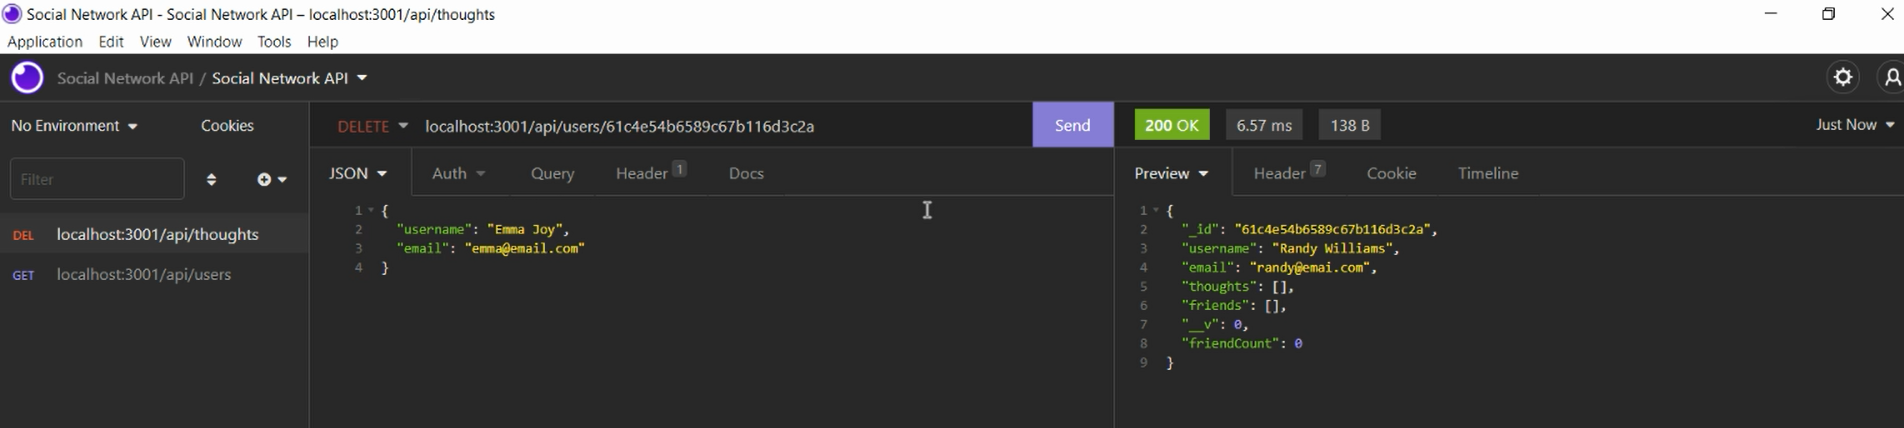 Social Network API - Social Network API – localhost:3001/api/thoughts
Application Edit View Window Tools Help
Social Network API / Social Network API
No Environment Cookies
DELETE localhost:3001/api/users/61c4e54b6589c67b116d3c2a Send
200 OK 6.57 ms 138 B Just Now
Filter
JSON Auth Query Header 1 Docs
Preview Header 7 Cookie Timeline
DEL localhost:3001/api/thoughts
GET localhost:3001/api/users
1 {
2 "username": "Emma Joy",
3 "email": "emma@email.com"
4 }
1 {
2 "_id": "61c4e54b6589c67b116d3c2a",
3 "username": "Randy Williams",
4 "email": "randy@emai.com",
5 "thoughts": [],
6 "friends": [],
7 "__v": 0,
8 "friendCount": 0
9 }